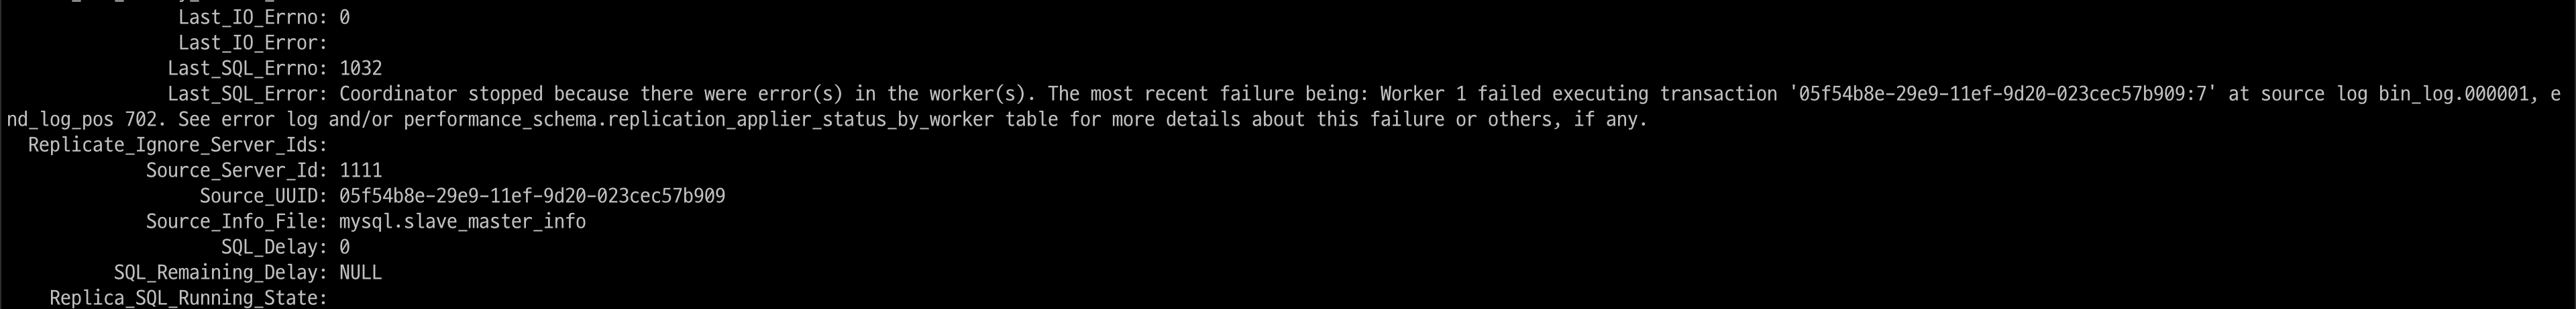 Last_IO_Errno: 0
Last_IO_Error:
Last_SQL_Errno: 1032
Last_SQL_Error: Coordinator stopped because there were error(s) in the worker(s). The most recent failure being: Worker 1 failed executing transaction '05f54b8e-29e9-11ef-9d20-023cec57b909:7' at source log bin_log.000001, e
nd_log_pos 702. See error log and/or performance_schema.replication_applier_status_by_worker table for more details about this failure or others, if any.
Replicate_Ignore_Server_Ids:
Source_Server_Id: 1111
Source_UUID: 05f54b8e-29e9-11ef-9d20-023cec57b909
Source_Info_File: mysql.slave_master_info
SQL_Delay: 0
SQL_Remaining_Delay: NULL
Replica_SQL_Running_State: